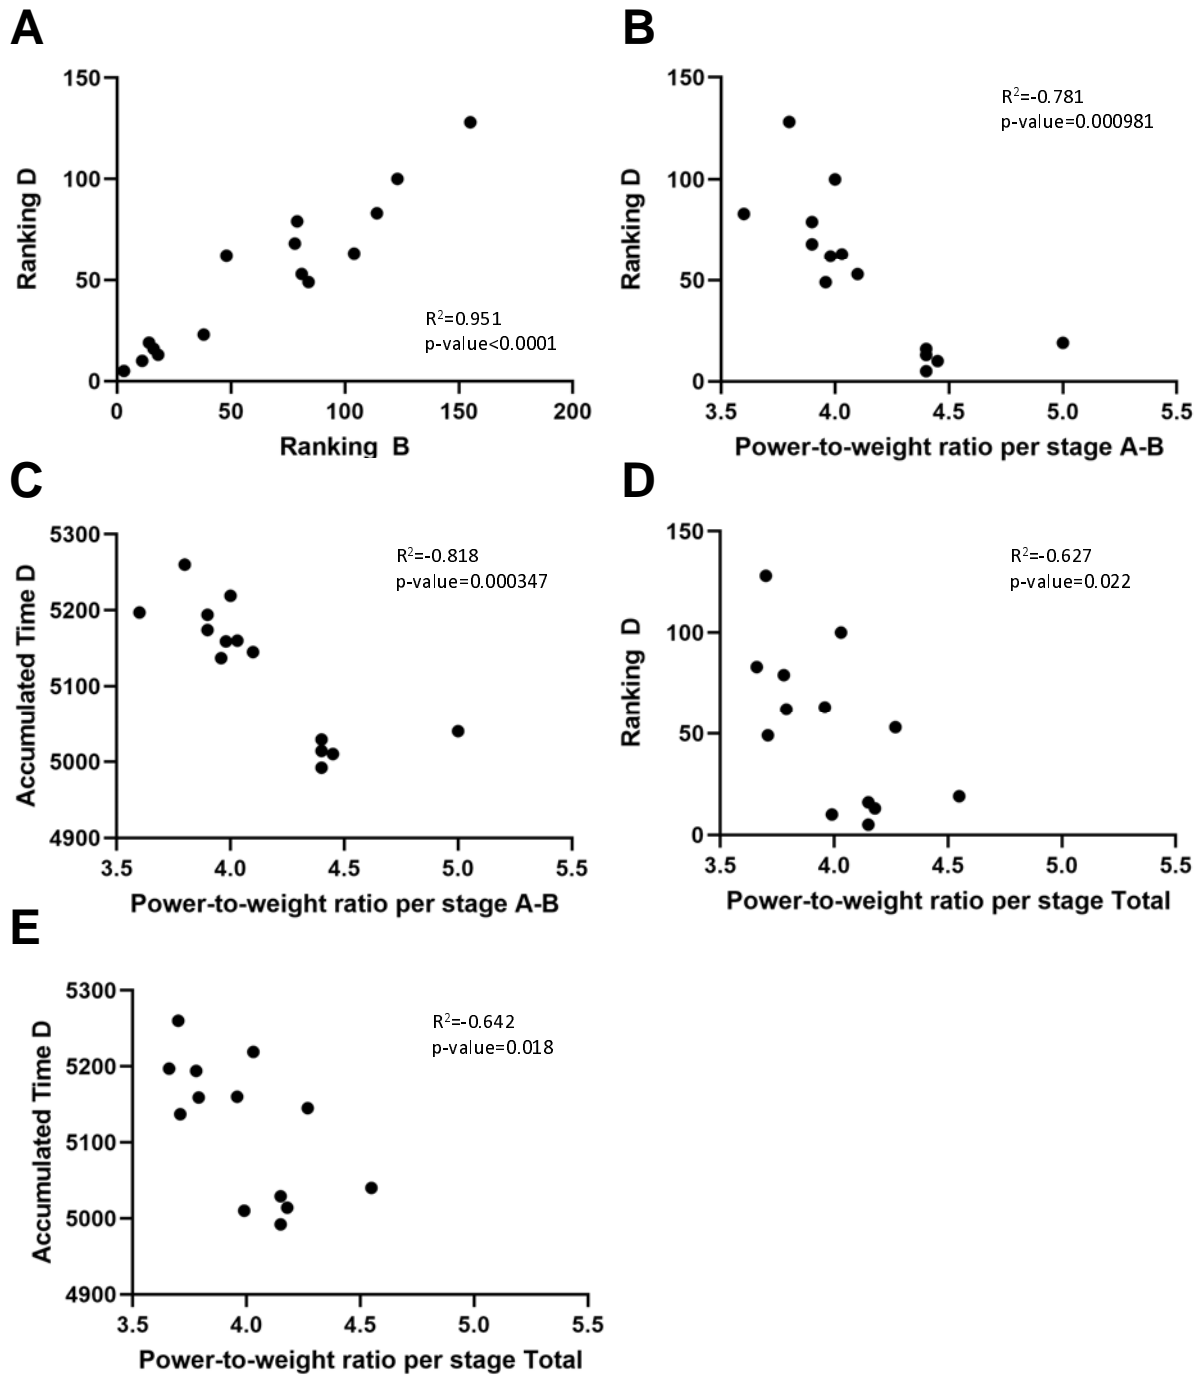 A
150
100
50
0
0 50 100 150 200
Ranking D
Ranking B
R²=0.951
p-value<0.0001
B
150
100
50
0
3.5 4.0 4.5 5.0 5.5
Ranking D
Power-to-weight ratio per stage A-B
R²=-0.781
p-value=0.000981
C
5300
5200
5100
5000
4900
3.5 4.0 4.5 5.0 5.5
Accumulated Time D
Power-to-weight ratio per stage A-B
R²=-0.818
p-value=0.000347
D
150
100
50
0
3.5 4.0 4.5 5.0 5.5
Ranking D
Power-to-weight ratio per stage Total
R²=-0.627
p-value=0.022
E
5300
5200
5100
5000
4900
3.5 4.0 4.5 5.0 5.5
Accumulated Time D
Power-to-weight ratio per stage Total
R²=-0.642
p-value=0.018